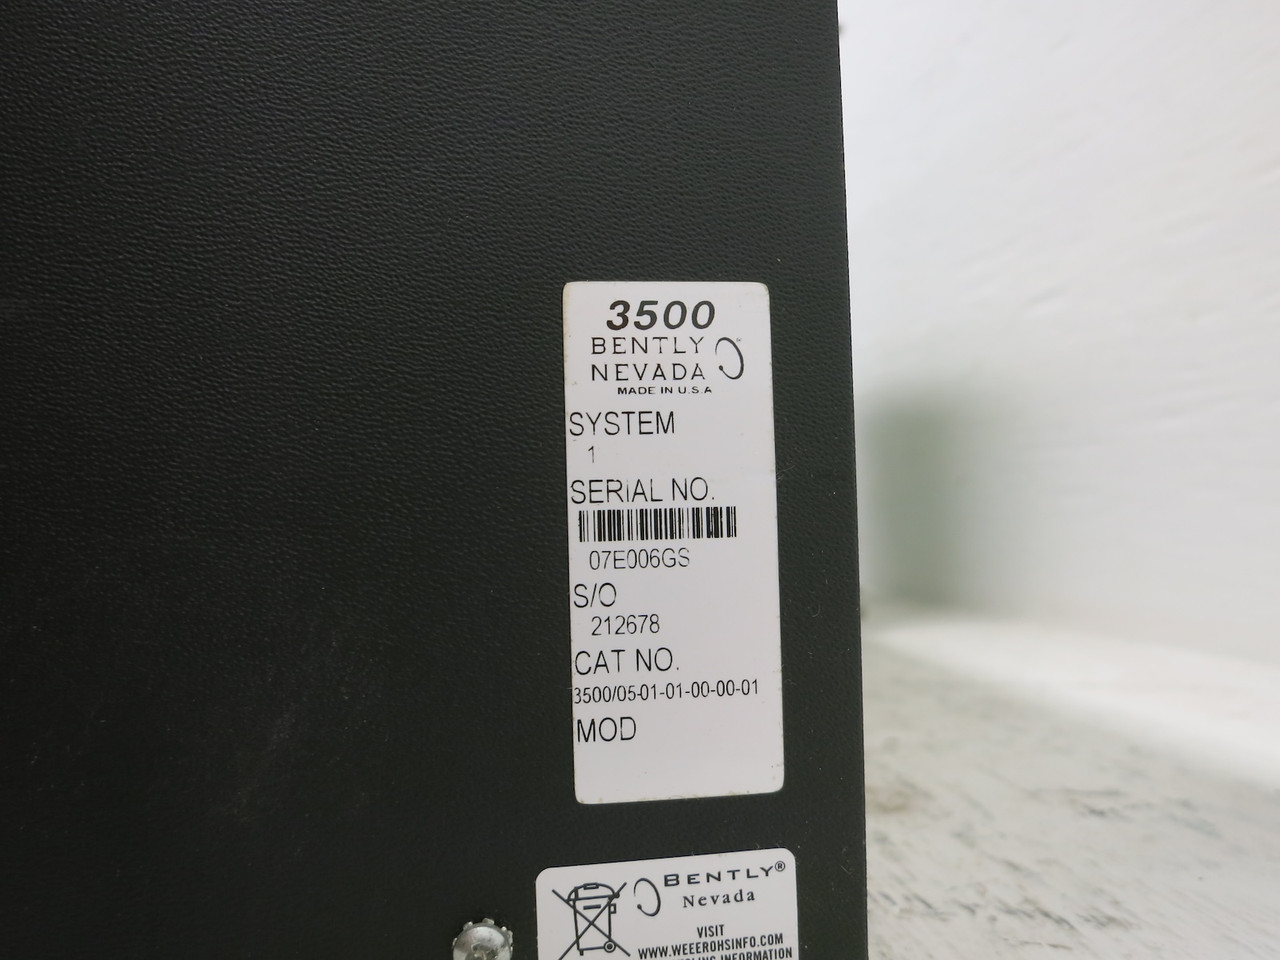 3500
BENTLY
NEVADA
MADE IN U.S.A
SYSTEM
1
SERIAL NO.
07E006GS
S/O
212678
CAT NO.
3500/05-01-01-00-00-01
MOD
BENTLY®
Nevada
VISIT
WWW.WEEEROHSINFO.COM
INFORMATION